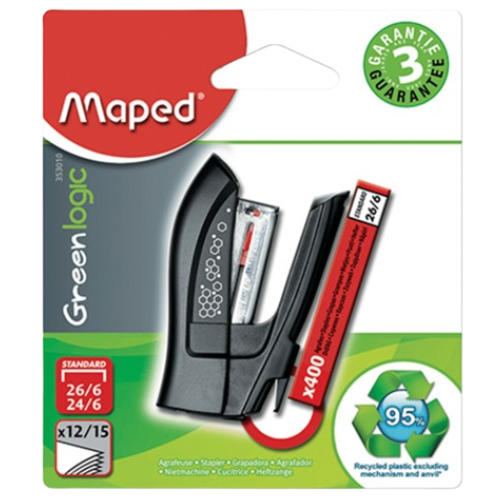 Maped®
GARANTIE
3
GUARANTEE
353010
Greenlogic
STANDARD
26/6
x400
STANDARD
26/6
24/6
x12/15
Agrafeuse • Stapler • Grapadora • Agrafador
• Nietmachine • Cucitrice • Heftzange
95%
Recycled plastic excluding
mechanism and anvil*